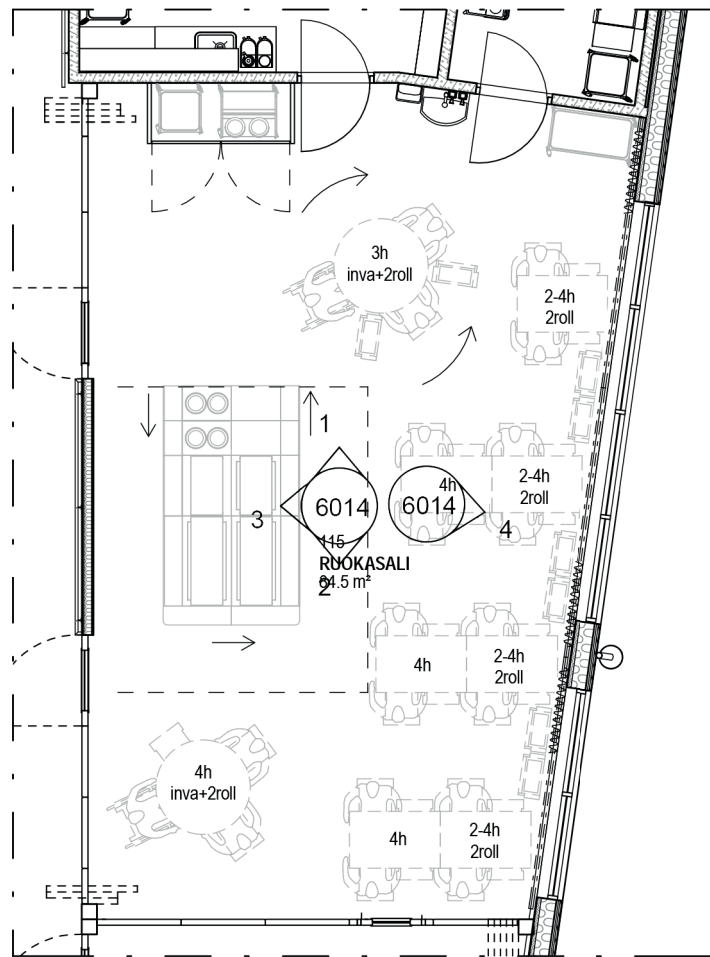 3h
inva+2roll
2-4h
2roll
1
4h
2-4h
2roll
3
6014
6014
4
115
RUOKASALI
2
84.5 m²
4h
2-4h
2roll
4h
inva+2roll
4h
2-4h
2roll